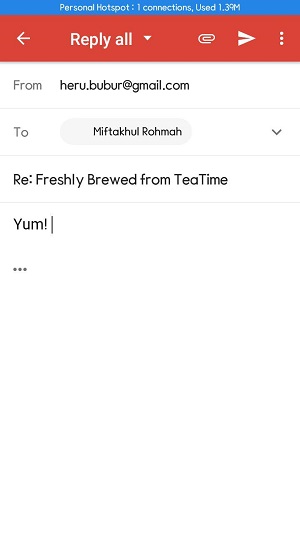 Personal Hotspot : 1 connections, Used 1.39M
Reply all
From heru.bubur@gmail.com
To Miftakhul Rohmah
Re: Freshly Brewed from TeaTime
Yum!